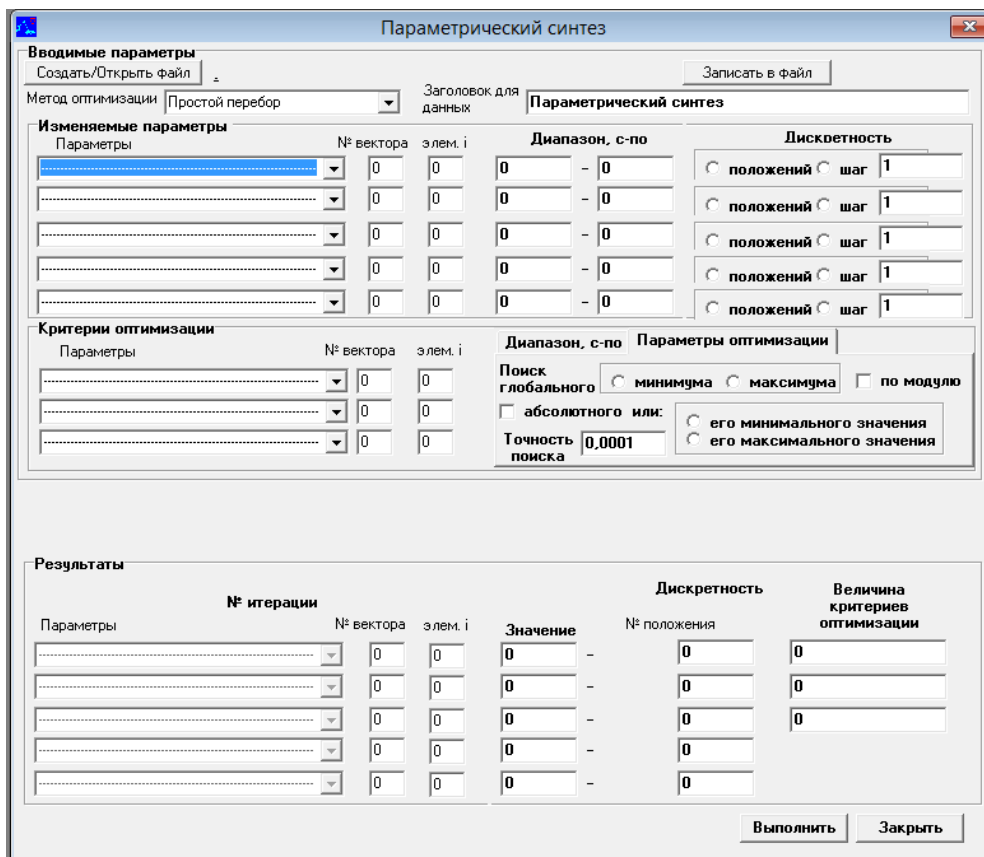 Параметрический синтез
Вводимые параметры
Создать/Открыть файл .
Записать в файл
Метод оптимизации Простой перебор
Заголовок для
данных
Параметрический синтез
Изменяемые параметры
Параметры № вектора элем. i Диапазон, с-по Дискретность
0 0 0 - 0 положений шаг 1
0 0 0 - 0 положений шаг 1
0 0 0 - 0 положений шаг 1
0 0 0 - 0 положений шаг 1
0 0 0 - 0 положений шаг 1
Критерии оптимизации
Параметры № вектора элем. i
0 0
0 0
0 0
Диапазон, с-по Параметры оптимизации
Поиск
глобального
минимума максимума по модулю
абсолютного или:
его минимального значения
его максимального значения
Точность
поиска
0,0001
Результаты
№ итерации
Дискретность
Величина
критериев
оптимизации
Параметры № вектора элем. i Значение № положения
0 0 0 - 0 0
0 0 0 - 0 0
0 0 0 - 0 0
0 0 0 - 0
0 0 0 - 0
Выполнить Закрыть